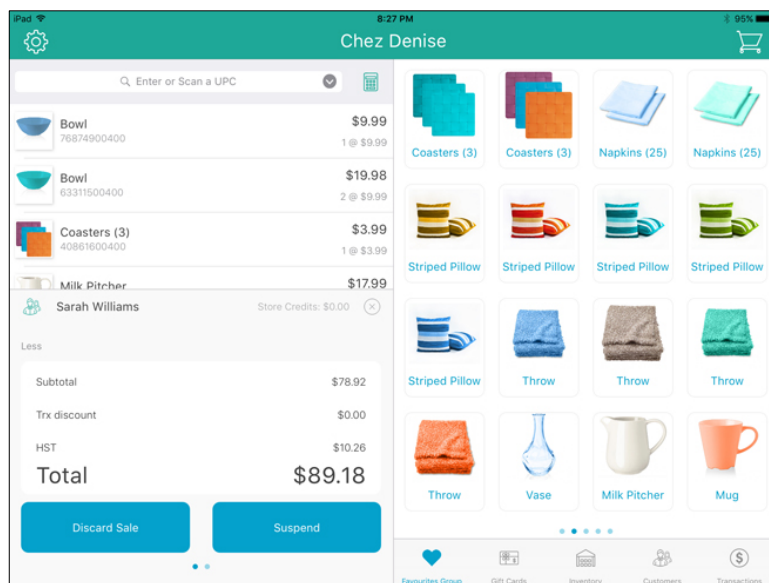 iPad 8:27 PM 95%
Chez Denise
Enter or Scan a UPC
Bowl $9.99
76874900400 1 @ $9.99
Bowl $19.98
63311500400 2 @ $9.99
Coasters (3) $3.99
40861600400 1 @ $3.99
Milk Pitcher $17.99
Sarah Williams Store Credits: $0.00
Less
Subtotal $78.92
Trx discount $0.00
HST $10.26
Total $89.18
Discard Sale Suspend
Coasters (3) Coasters (3) Napkins (25) Napkins (25)
Striped Pillow Striped Pillow Striped Pillow Striped Pillow
Striped Pillow Throw Throw Throw
Throw Vase Milk Pitcher Mug
Favourites Group Gift Cards Inventory Customers Transactions